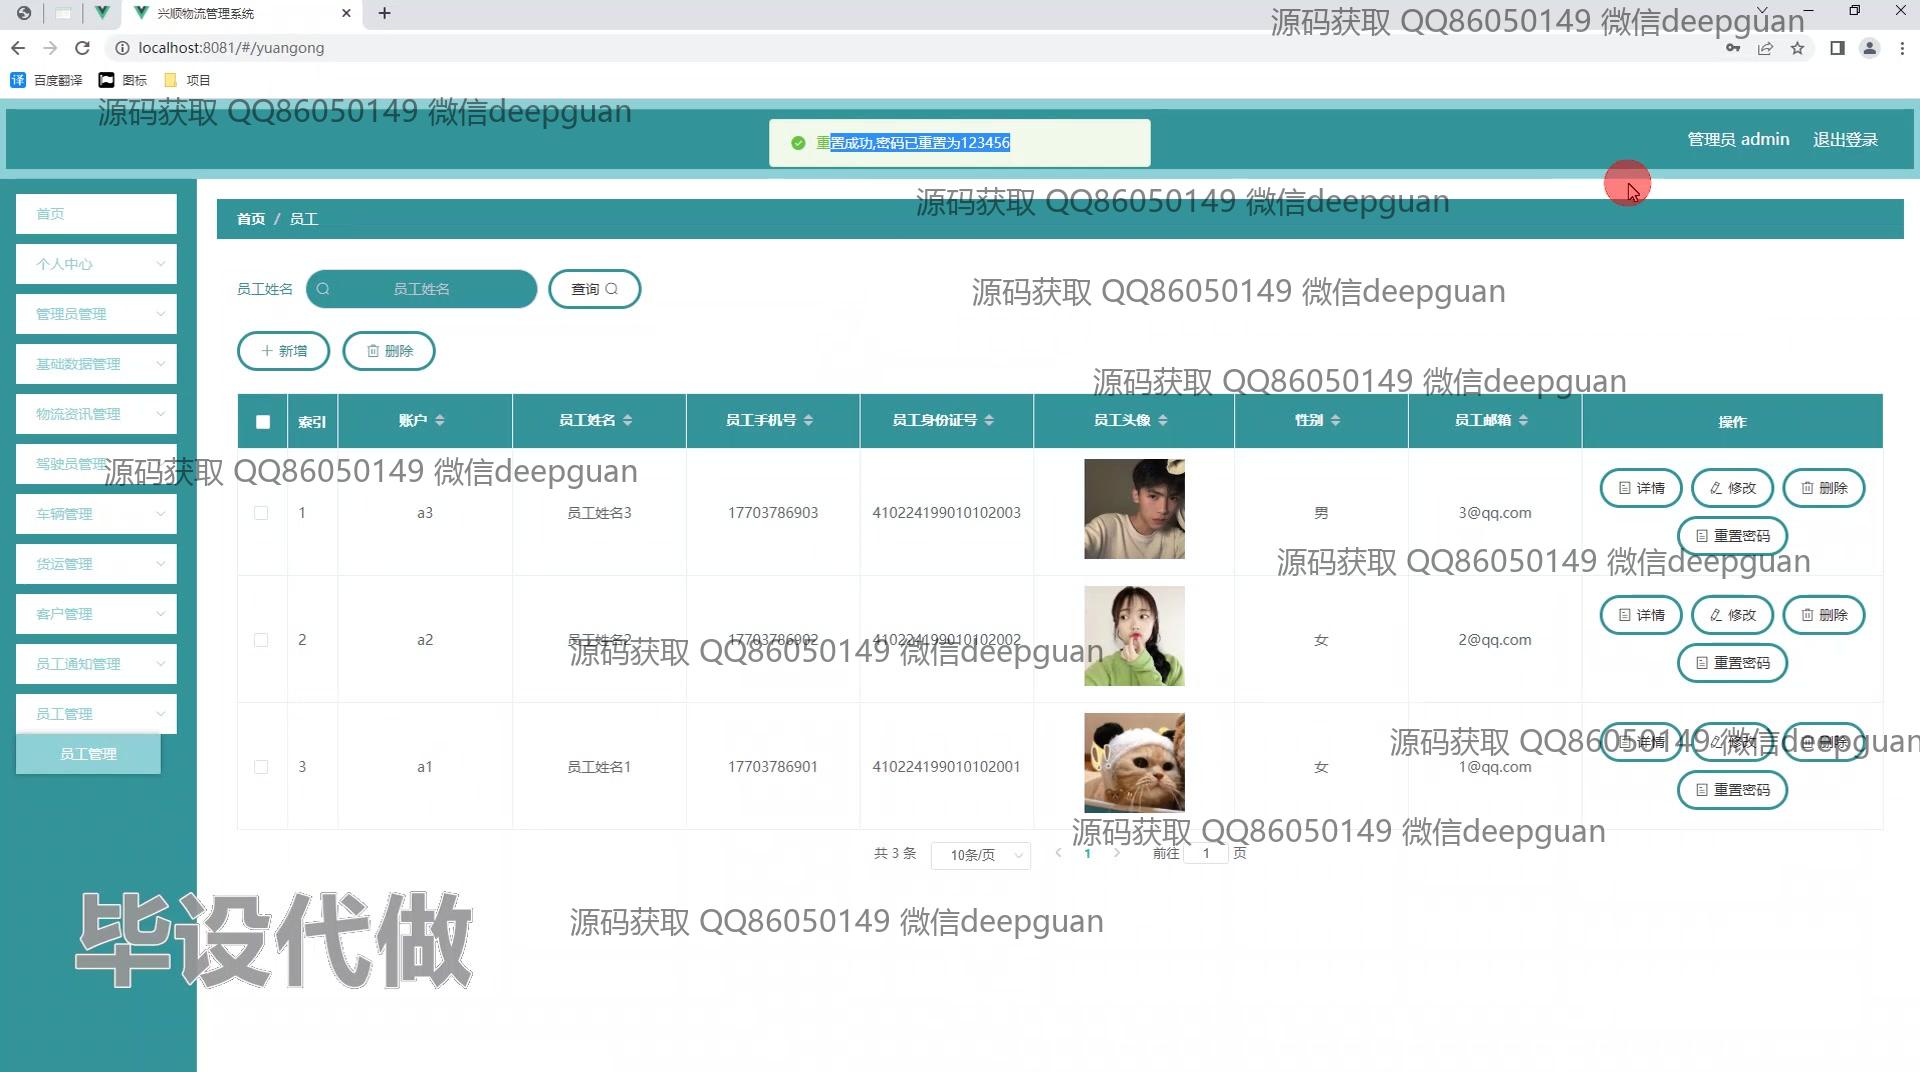 兴顺物流管理系统
源码获取 QQ86050149 微信deepguan
localhost:8081/#/yuangong
百度翻译 图标 项目
源码获取 QQ86050149 微信deepguan
重置成功,密码已重置为123456
管理员 admin 退出登录
源码获取 QQ86050149 微信deepguan
首页
首页 / 员工
个人中心
员工姓名 员工姓名 查询
源码获取 QQ86050149 微信deepguan
管理员管理
新增 删除
基础数据管理
源码获取 QQ86050149 微信deepguan
物流资讯管理
索引 账户 员工姓名 员工手机号 员工身份证号 员工头像 性别 员工邮箱 操作
驾驶员管理
源码获取 QQ86050149 微信deepguan
详情 修改 删除
车辆管理
1 a3 员工姓名3 17703786903 410224199010102003 男 3@qq.com
重置密码
货运管理
源码获取 QQ86050149 微信deepguan
客户管理
详情 修改 删除
2 a2 员工姓名2 17703786902 410224199010102002 女 2@qq.com
源码获取 QQ86050149 微信deepguan
员工通知管理
重置密码
员工管理
详情 修改 删除
源码获取 QQ86050149 微信deepguan
员工管理
3 a1 员工姓名1 17703786901 410224199010102001 女 1@qq.com
重置密码
源码获取 QQ86050149 微信deepguan
共 3 条 10条/页 1 前往 1 页
源码获取 QQ86050149 微信deepguan
毕设代做